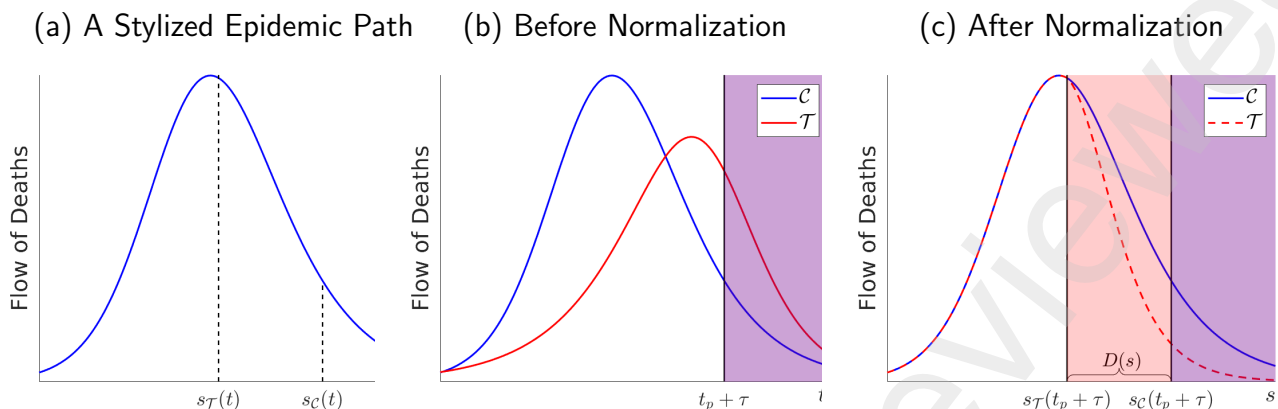 (a) A Stylized Epidemic Path
Flow of Deaths
s_𝒯(t)
s_𝒞(t)
(b) Before Normalization
Flow of Deaths
𝒞
𝒯
t_p + τ
t
(c) After Normalization
Flow of Deaths
𝒞
𝒯
D(s)
s_𝒯(t_p + τ)
s_𝒞(t_p + τ)
s